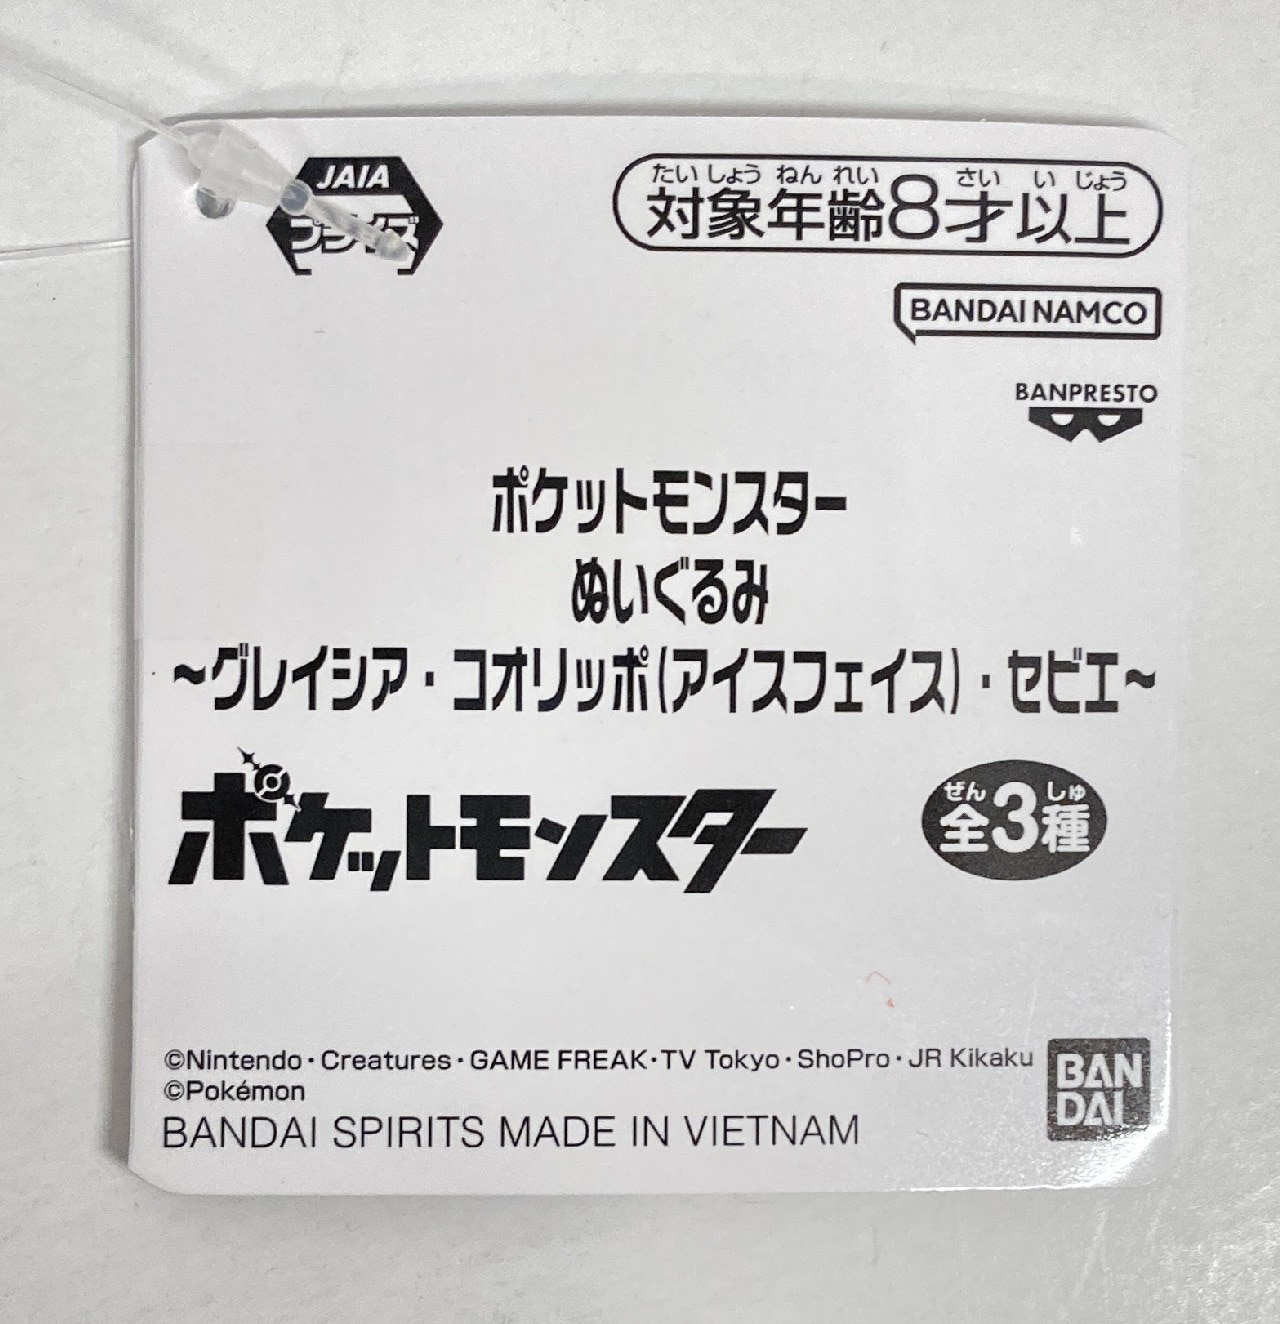 JAIA
プライズ
たいしょうねんれい さいいじょう
対象年齢8才以上
BANDAI NAMCO
BANPRESTO
ポケットモンスター
ぬいぐるみ
~グレイシア・コオリッポ(アイスフェイス)・セビエ~
ポケットモンスター
ぜん しゅ
全3種
©Nintendo・Creatures・GAME FREAK・TV Tokyo・ShoPro・JR Kikaku
©Pokémon
BANDAI SPIRITS MADE IN VIETNAM
BAN
DAI